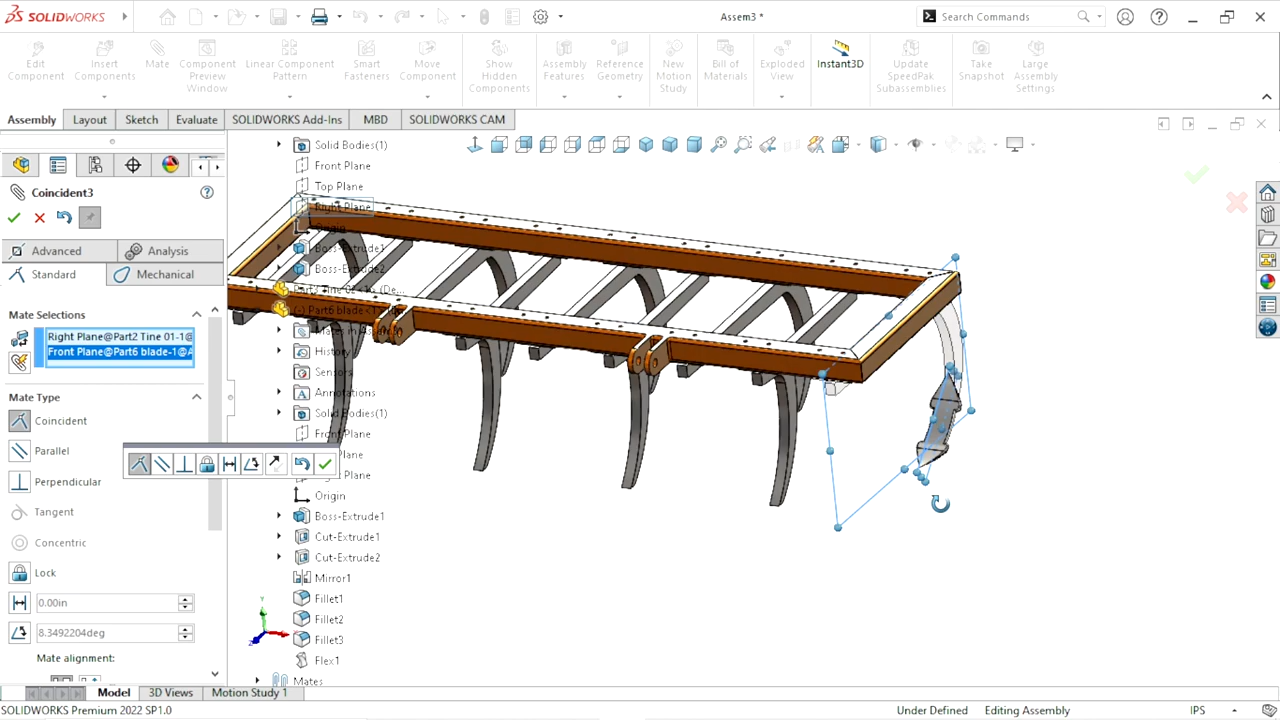 SOLIDWORKS
Assem3 *
Search Commands
Edit Component
Insert Components
Mate
Component Preview Window
Linear Component Pattern
Smart Fasteners
Move Component
Show Hidden Components
Assembly Features
Reference Geometry
New Motion Study
Bill of Materials
Exploded View
Instant3D
Update SpeedPak Subassemblies
Take Snapshot
Large Assembly Settings
Assembly
Layout
Sketch
Evaluate
SOLIDWORKS Add-Ins
MBD
SOLIDWORKS CAM
Coincident3
Advanced
Analysis
Standard
Mechanical
Mate Selections
Right Plane@Part2 Tine 01-1@
Front Plane@Part6 blade-1@A
Mate Type
Coincident
Parallel
Perpendicular
Tangent
Concentric
Lock
0.00in
8.3492204deg
Mate alignment:
Solid Bodies(1)
Front Plane
Top Plane
Right Plane
Origin
Boss-Extrude1
Boss-Extrude2
Sensors
Annotations
Solid Bodies(1)
Front Plane
Origin
Boss-Extrude1
Cut-Extrude1
Cut-Extrude2
Mirror1
Fillet1
Fillet2
Fillet3
Flex1
Mates
Y
Model
3D Views
Motion Study 1
SOLIDWORKS Premium 2022 SP1.0
Under Defined
Editing Assembly
IPS